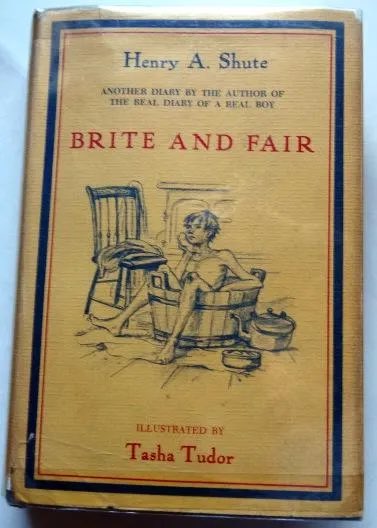 Henry A. Shute
ANOTHER DIARY BY THE AUTHOR OF
THE REAL DIARY OF A REAL BOY
BRITE AND FAIR
ILLUSTRATED BY
Tasha Tudor